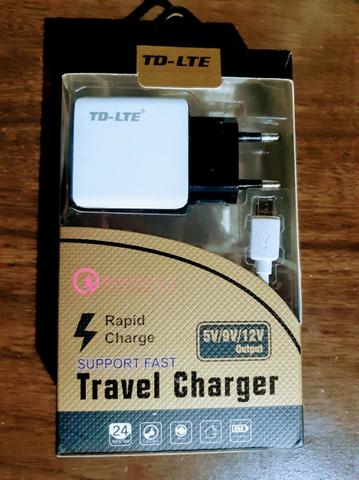 TD-LTE
TD-LTE®
Rapid
Charge
5V/9V/12V
Output
SUPPORT FAST
Travel Charger
24